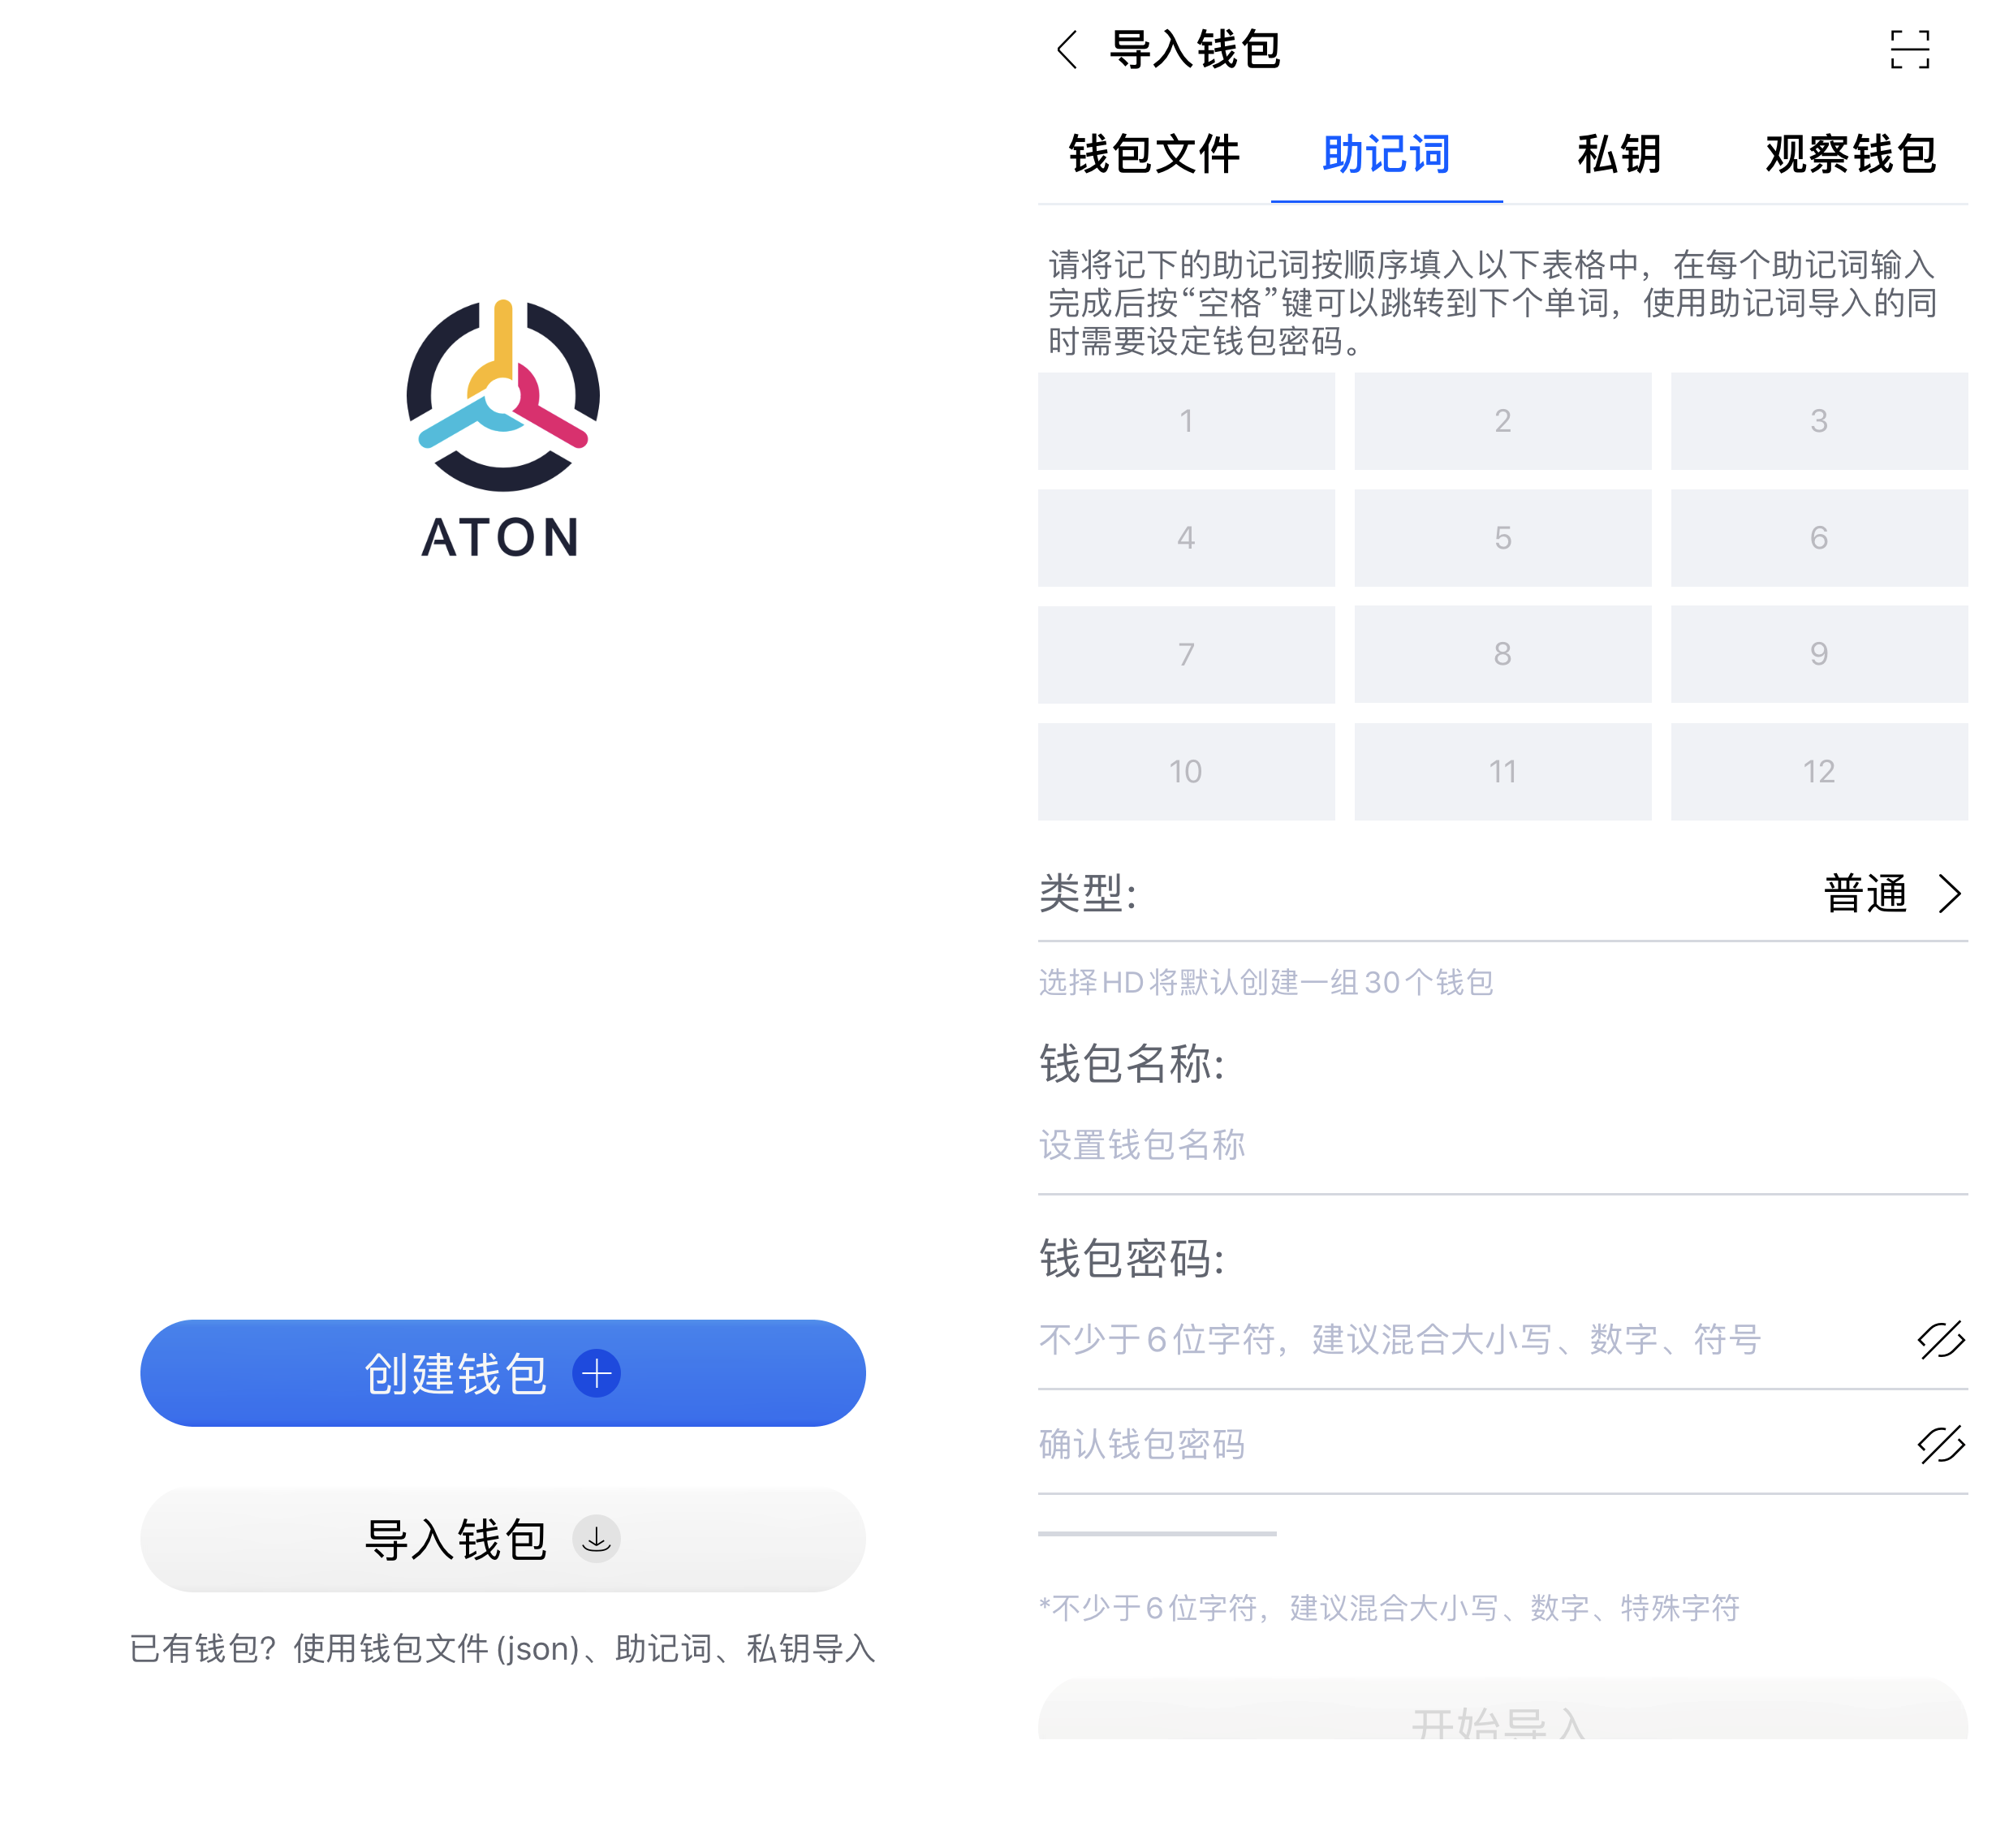 ATON
创建钱包
导入钱包
已有钱包？使用钱包文件 (json) 、助记词、私钥导入
导入钱包
钱包文件
助记词
私钥
观察钱包
请将记下的助记词按顺序填入以下表格中，在每个助记词输入
完成后按“空格”键可以跳转到下个单词，使用助记词导入的同
时需要设定钱包密码。
1
2
3
4
5
6
7
8
9
10
11
12
类型:
普通
选择 HD 将默认创建一组 30 个钱包
钱包名称:
设置钱包名称
钱包密码:
不少于6位字符，建议混合大小写、数字、符号
确认钱包密码
*不少于6位字符，建议混合大小写、数字、特殊字符
开始导入